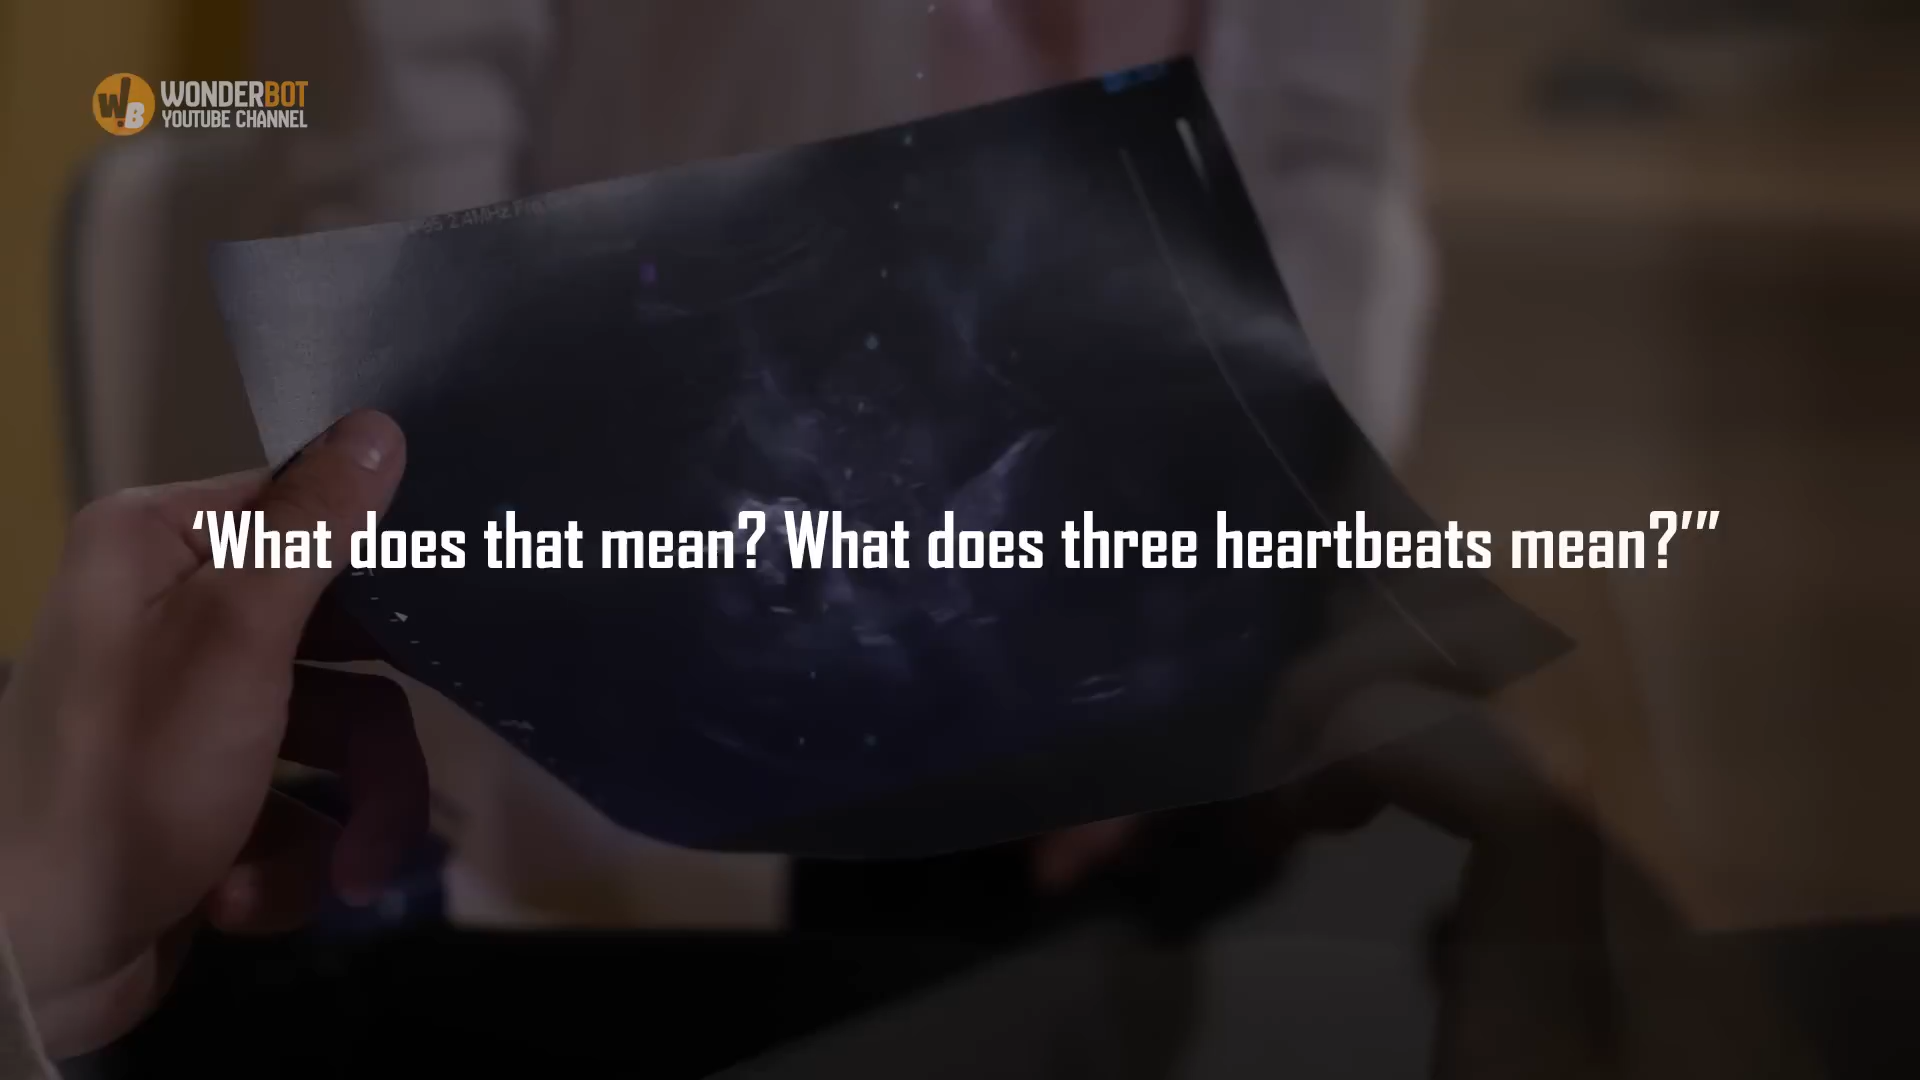 WONDERBOT
YOUTUBE CHANNEL
‘What does that mean? What does three heartbeats mean?’”